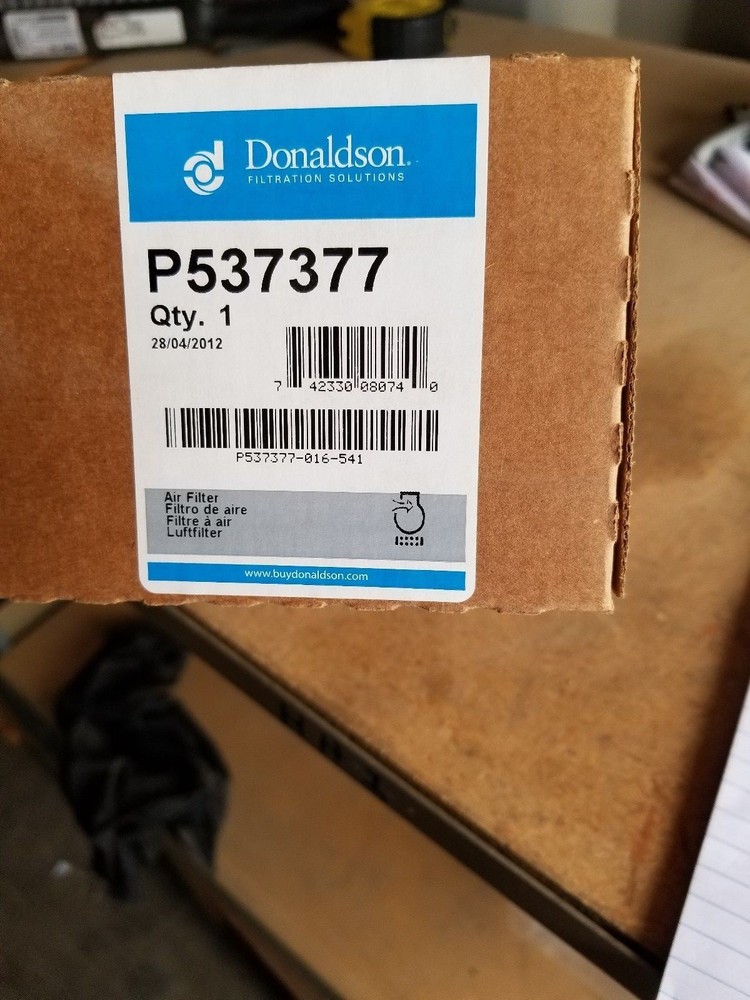 Donaldson.
FILTRATION SOLUTIONS
P537377
Qty. 1
28/04/2012
7 42330 08074 0
P537377-016-541
Air Filter
Filtro de aire
Filtre à air
Luftfilter
www.buydonaldson.com